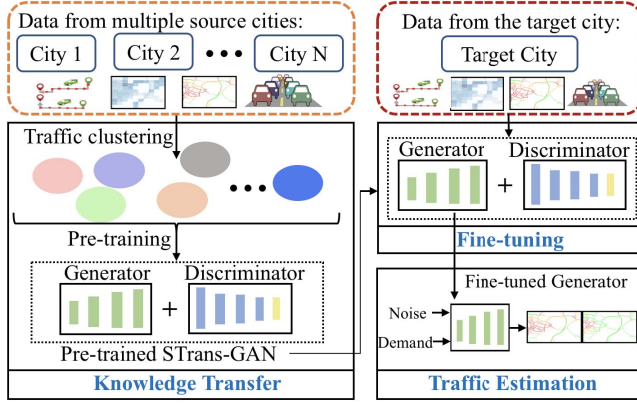 Data from multiple source cities:
City 1
City 2
City N
Traffic clustering
Pre-training
Generator
Discriminator
+
Pre-trained STrans-GAN
Knowledge Transfer
Data from the target city:
Target City
Generator
Discriminator
+
Fine-tuning
Fine-tuned Generator
Noise
Demand
Traffic Estimation